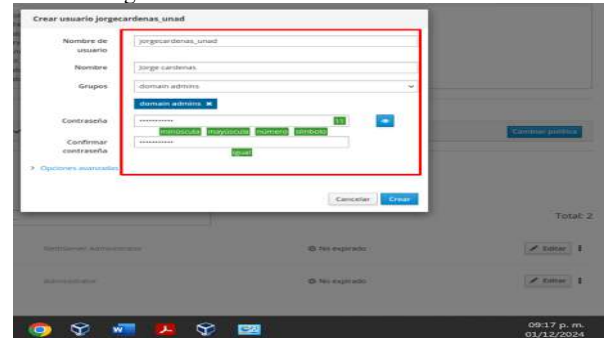 Crear usuario jorgecardenas_unad
Nombre de usuario
jorgecardenas_unad
Nombre
Jorge cardenas
Grupos
domain admins
domain admins ×
Contraseña
11
minúscula mayúscula número símbolo
Confirmar contraseña
igual
> Opciones avanzadas
Cancelar Crear
Cambiar política
Total: 2
NethServer Administrator No expirado Editar
Administrator No expirado Editar
09:17 p. m.
01/12/2024